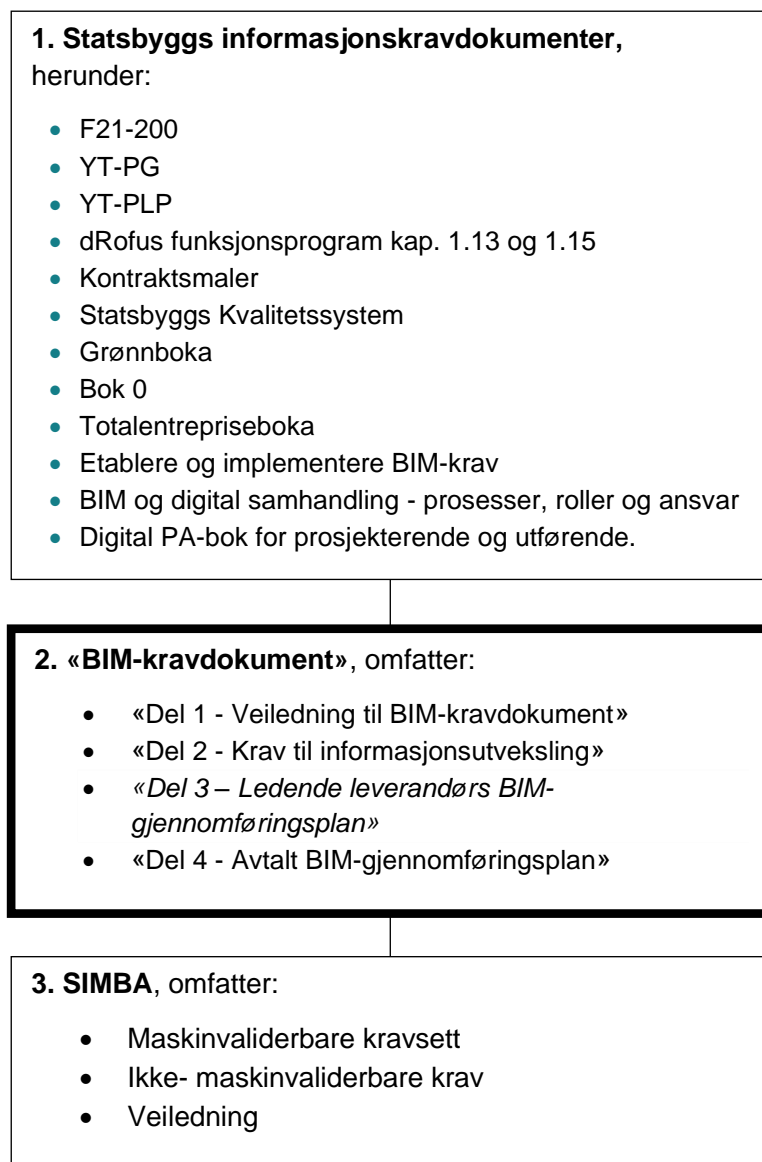 1. Statsbyggs informasjonskravdokumenter,
herunder:
• F21-200
• YT-PG
• YT-PLP
• dRofus funksjonsprogram kap. 1.13 og 1.15
• Kontraktsmaler
• Statsbyggs Kvalitetssystem
• Grønnboka
• Bok 0
• Totalentrepriseboka
• Etablere og implementere BIM-krav
• BIM og digital samhandling - prosesser, roller og ansvar
• Digital PA-bok for prosjekterende og utførende.
2. «BIM-kravdokument», omfatter:
• «Del 1 - Veiledning til BIM-kravdokument»
• «Del 2 - Krav til informasjonsutveksling»
• «Del 3 – Ledende leverandørs BIM-
gjennomføringsplan»
• «Del 4 - Avtalt BIM-gjennomføringsplan»
3. SIMBA, omfatter:
• Maskinvaliderbare kravsett
• Ikke- maskinvaliderbare krav
• Veiledning